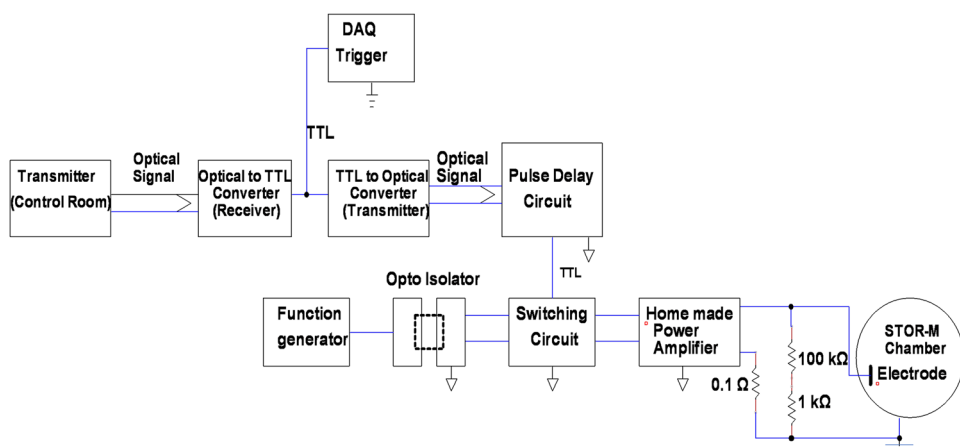 DAQ
Trigger
TTL
Transmitter
(Control Room)
Optical
Signal
Optical to TTL
Converter
(Receiver)
TTL to Optical
Converter
(Transmitter)
Optical
Signal
Pulse Delay
Circuit
TTL
Function
generator
Opto Isolator
Switching
Circuit
Home made
Power
Amplifier
0.1 Ω
100 kΩ
1 kΩ
STOR-M
Chamber
Electrode